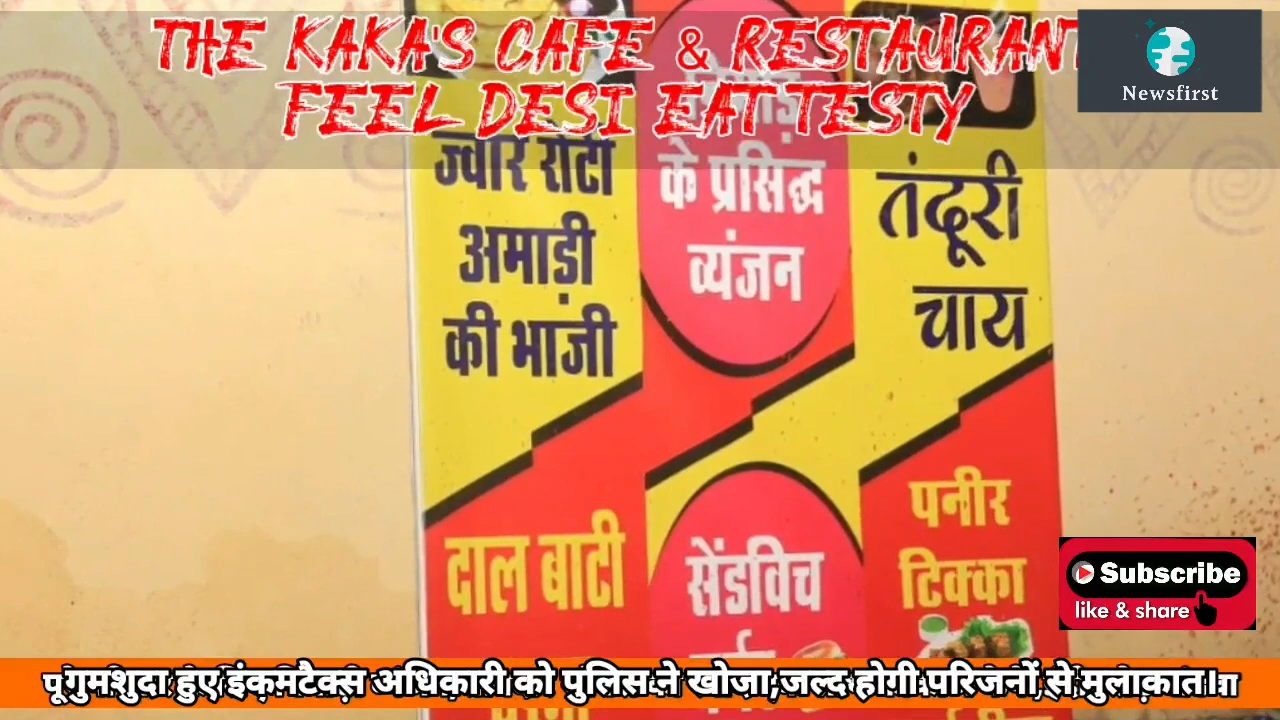 THE KAKA'S CAFE & RESTAURANT
FEEL DESI EAT TESTY
Newsfirst
ज्वार रोटी
अमाड़ी
की भाजी
के प्रसिद्ध
व्यंजन
तंदूरी
चाय
दाल बाटी
सेंडविच
पनीर
टिक्का
Subscribe
like & share
गुमशुदा हुए इंकमटैक्स अधिकारी को पुलिस ने खोजा,जल्द होगी परिजनों से मुलाकात।